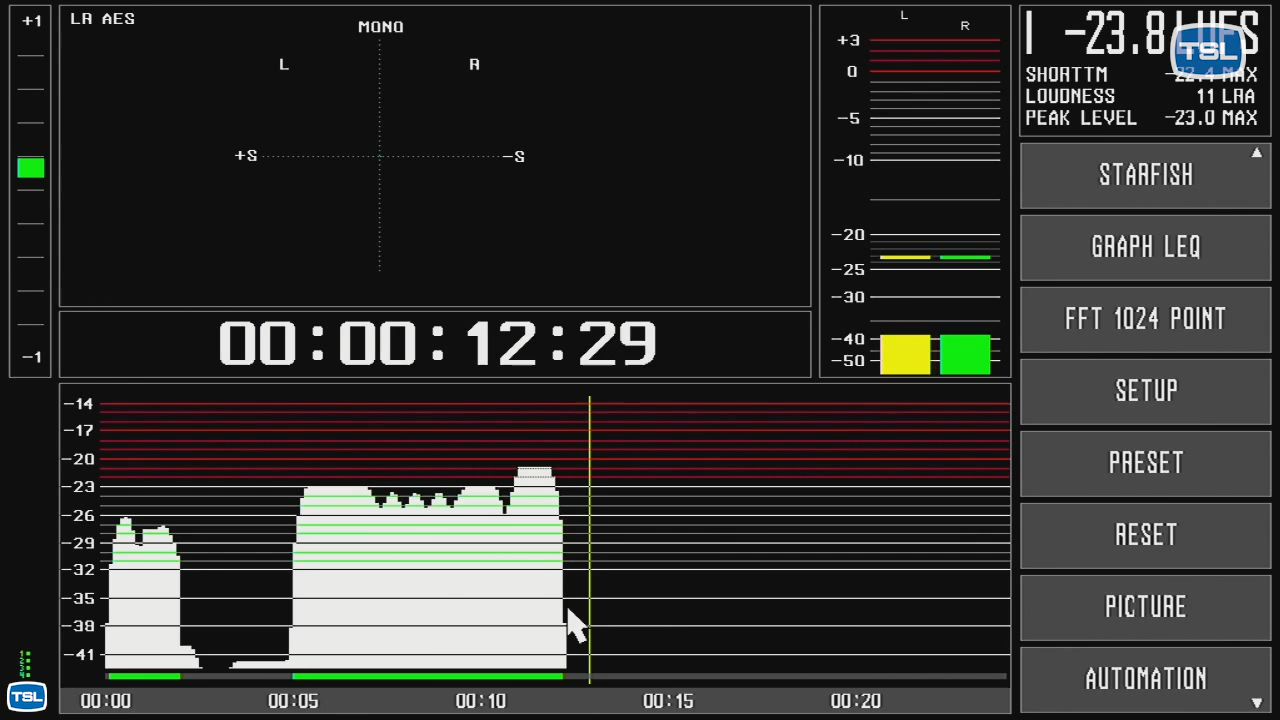 +1
-1
LR AES
MONO
L
R
+S
-S
00:00:12:29
L
R
+3
0
-5
-10
-20
-25
-30
-40
-50
I -23.8 LUFS
SHORTTM -22.4 MAX
LOUDNESS 11 LRA
PEAK LEVEL -23.0 MAX
TSL
STARFISH
GRAPH LEQ
FFT 1024 POINT
SETUP
PRESET
RESET
PICTURE
AUTOMATION
-14
-17
-20
-23
-26
-29
-32
-35
-38
-41
00:00
00:05
00:10
00:15
00:20
TSL